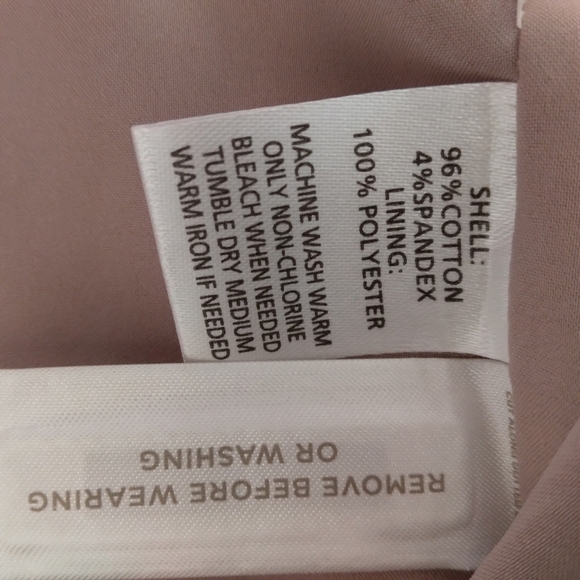 SHELL:
96%COTTON
4%SPANDEX
LINING:
100% POLYESTER
MACHINE WASH WARM
ONLY NON-CHLORINE
BLEACH WHEN NEEDED
TUMBLE DRY MEDIUM
WARM IRON IF NEEDED
REMOVE BEFORE WEARING
OR WASHING